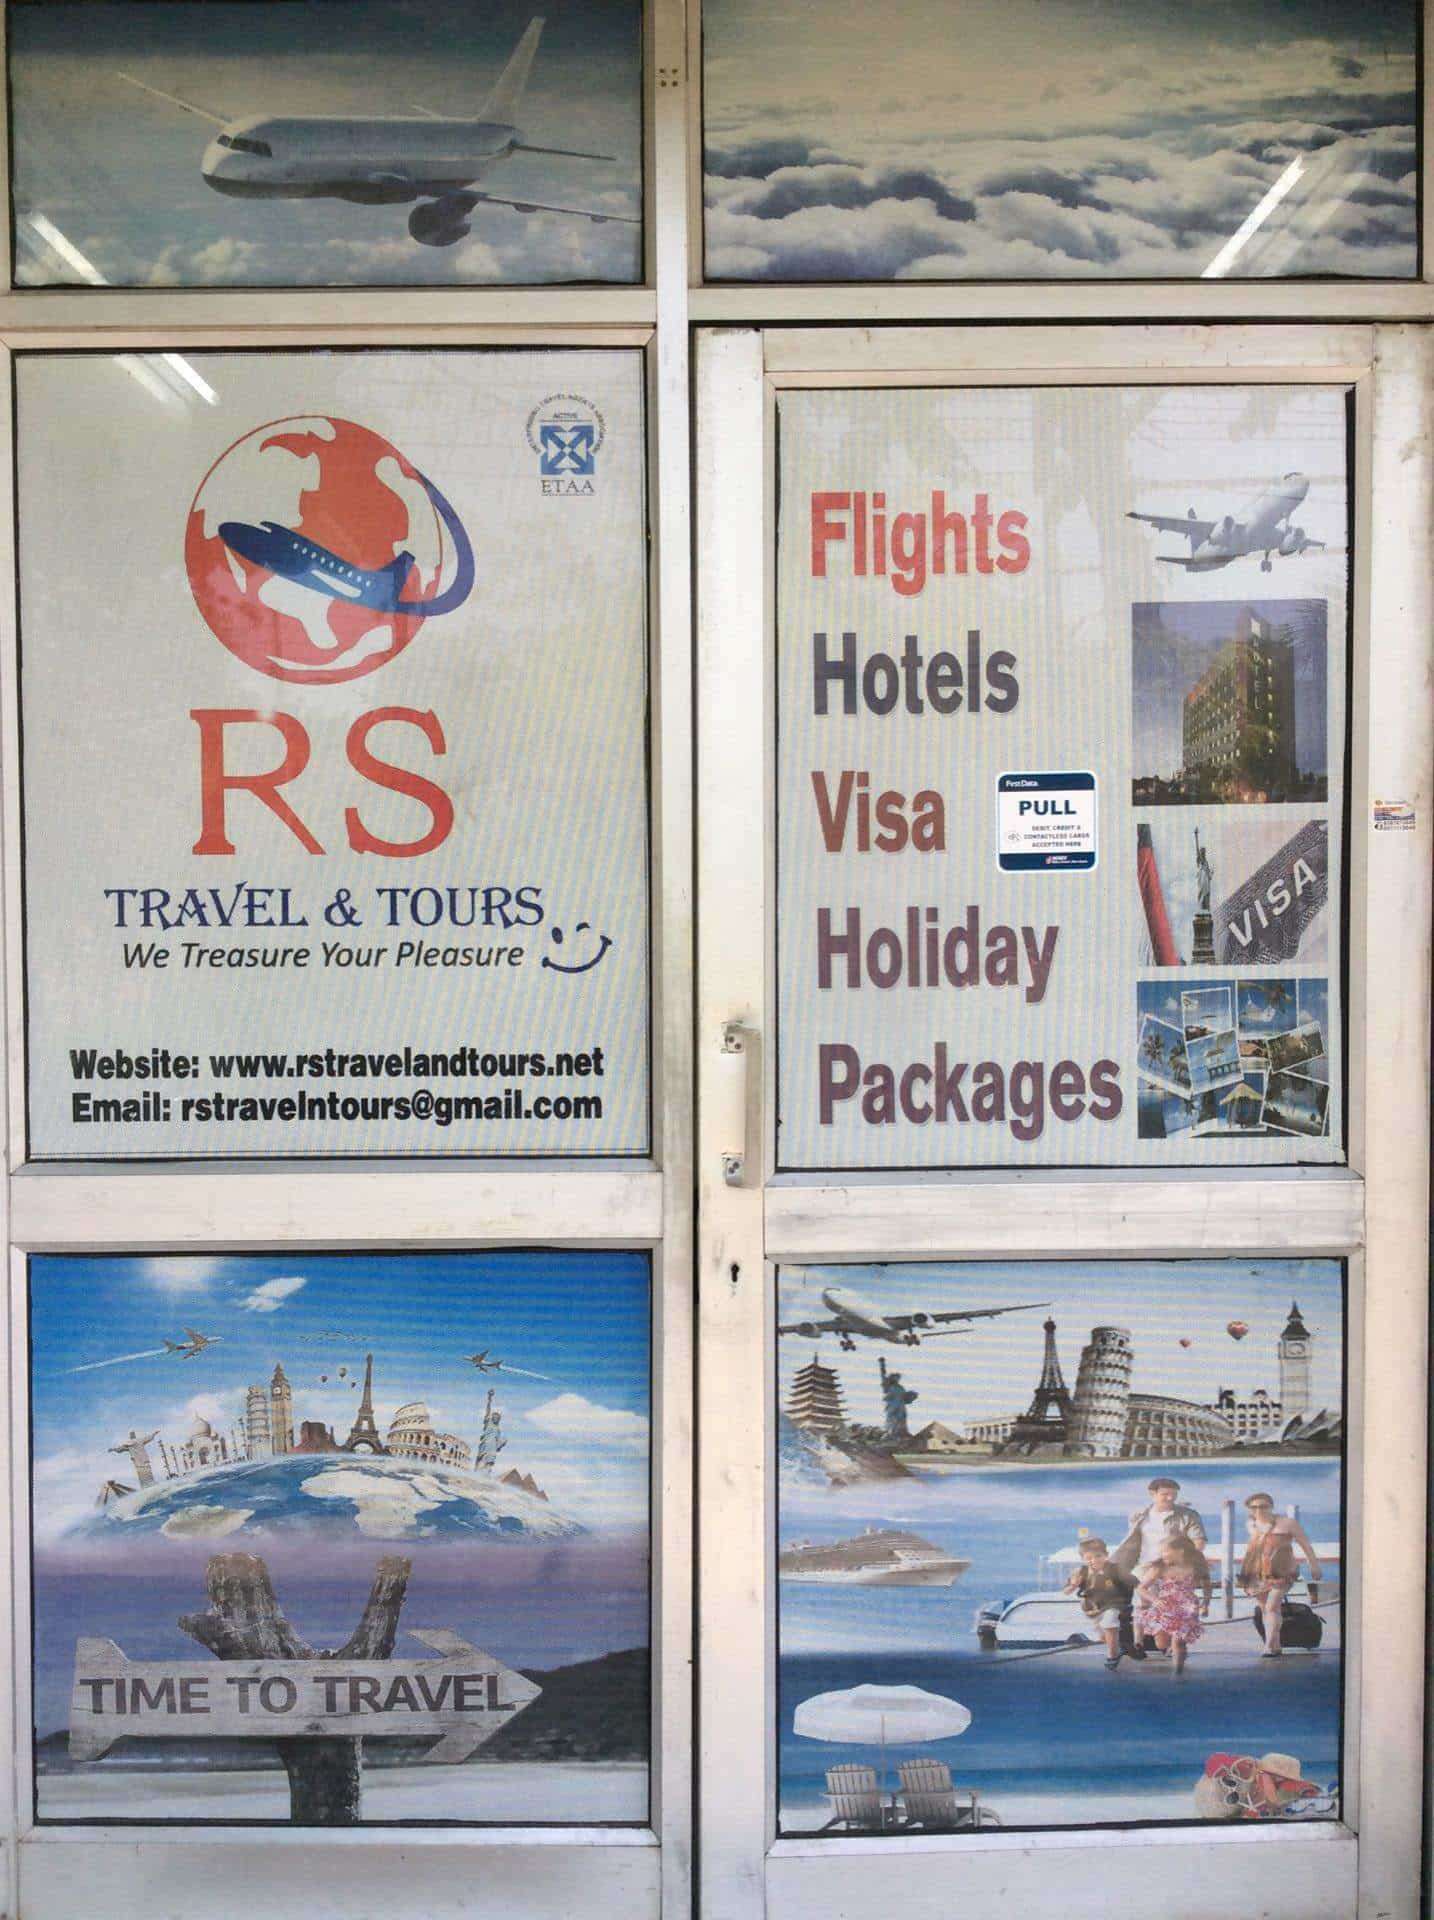 ACTIVE
ETAA
RS
TRAVEL & TOURS
We Treasure Your Pleasure
Website: www.rstravelandtours.net
Email: rstravelntours@gmail.com
TIME TO TRAVEL
Flights
Hotels
Visa
Holiday
Packages
First Data
PULL
DEBIT, CREDIT &
CONTACTLESS CARDS
ACCEPTED HERE
VISA